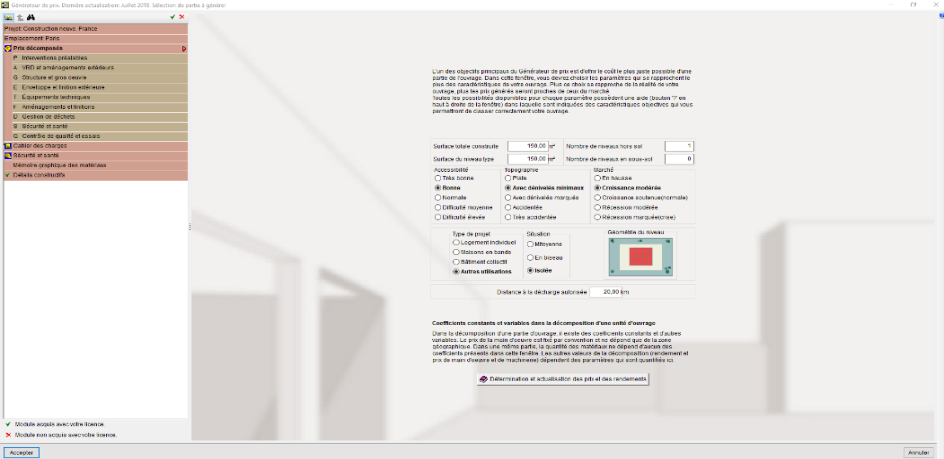 Générateur de prix. Dernière actualisation: Juillet 2018. Sélection de partie à générer
Projet: Construction neuve. France
Emplacement: Paris
Prix décomposés
P Interventions préalables
A VRD et aménagements extérieurs
G Structure et gros oeuvre
E Enveloppe et finition extérieure
T Équipements techniques
F Aménagements et finitions
D Gestion de déchets
S Sécurité et santé
C Contrôle de qualité et essais
Cahier des charges
Sécurité et santé
Mémoire graphique des matériaux
Détails constructifs
L'un des objectifs principaux du Générateur de prix est d'offrir le coût le plus juste possible d'une
partie de l'ouvrage. Dans cette fenêtre, vous devez choisir les paramètres qui se rapprochent le
plus des caractéristiques de votre ouvrage. Plus ce choix se rapproche de la réalité de votre
ouvrage, plus les prix générés seront proches de ceux du marché.
Toutes les possibilités disponibles pour chaque paramètre possèdent une aide (bouton "?" en
haut à droite de la fenêtre) dans laquelle sont indiquées des caractéristiques objectives qui vous
permettront de classer correctement votre ouvrage.
Surface totale construite 150,00 m² Nombre de niveaux hors sol 1
Surface du niveau type 150,00 m² Nombre de niveaux en sous-sol 0
Accessibilité Topographie Marché
Très bonne Plate En hausse
Bonne Avec dénivelés minimaux Croissance modérée
Normale Avec dénivelés marqués Croissance soutenue(normale)
Difficulté moyenne Accidentée Récession modérée
Difficulté élevée Très accidentée Récession marquée(crise)
Type de projet Situation Géométrie du niveau
Logement individuel Mitoyenne
Maisons en bande
Bâtiment collectif En biseau
Autres utilisations Isolée
Distance à la décharge autorisée 20,00 km
Coefficients constants et variables dans la décomposition d'une unité d'ouvrage
Dans la décomposition d'une partie d'ouvrage, il existe des coefficients constants et d'autres
variables. Le prix de la main d'oeuvre est fixé par convention et ne dépend que de la zone
géographique. Dans une même partie, la quantité des matériaux ne dépend d'aucun des
coefficients présents dans cette fenêtre. Les autres valeurs de la décomposition (rendement et
prix de main d'oeuvre et de machinerie) dépendent des paramètres qui sont quantifiés ici.
Détermination et actualisation des prix et des rendements
Module acquis avec votre licence.
Module non acquis avec votre licence.
Accepter Annuler